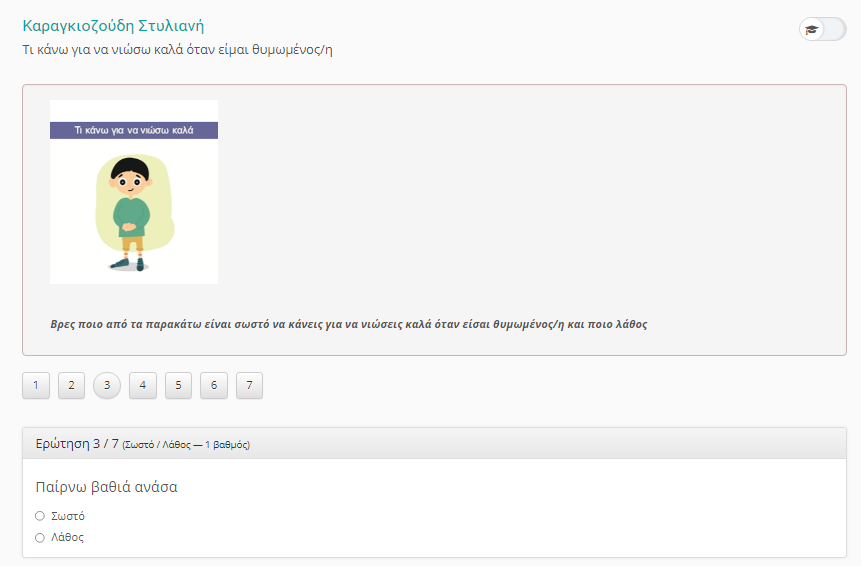 Καραγκιοζούδη Στυλιανή
Τι κάνω για να νιώσω καλά όταν είμαι θυμωμένος/η
Τι κάνω για να νιώσω καλά
Βρες ποιο από τα παρακάτω είναι σωστό να κάνεις για να νιώσεις καλά όταν είσαι θυμωμένος/η και ποιο λάθος
1 2 3 4 5 6 7
Ερώτηση 3 / 7 (Σωστό / Λάθος — 1 βαθμός)
Παίρνω βαθιά ανάσα
Σωστό
Λάθος